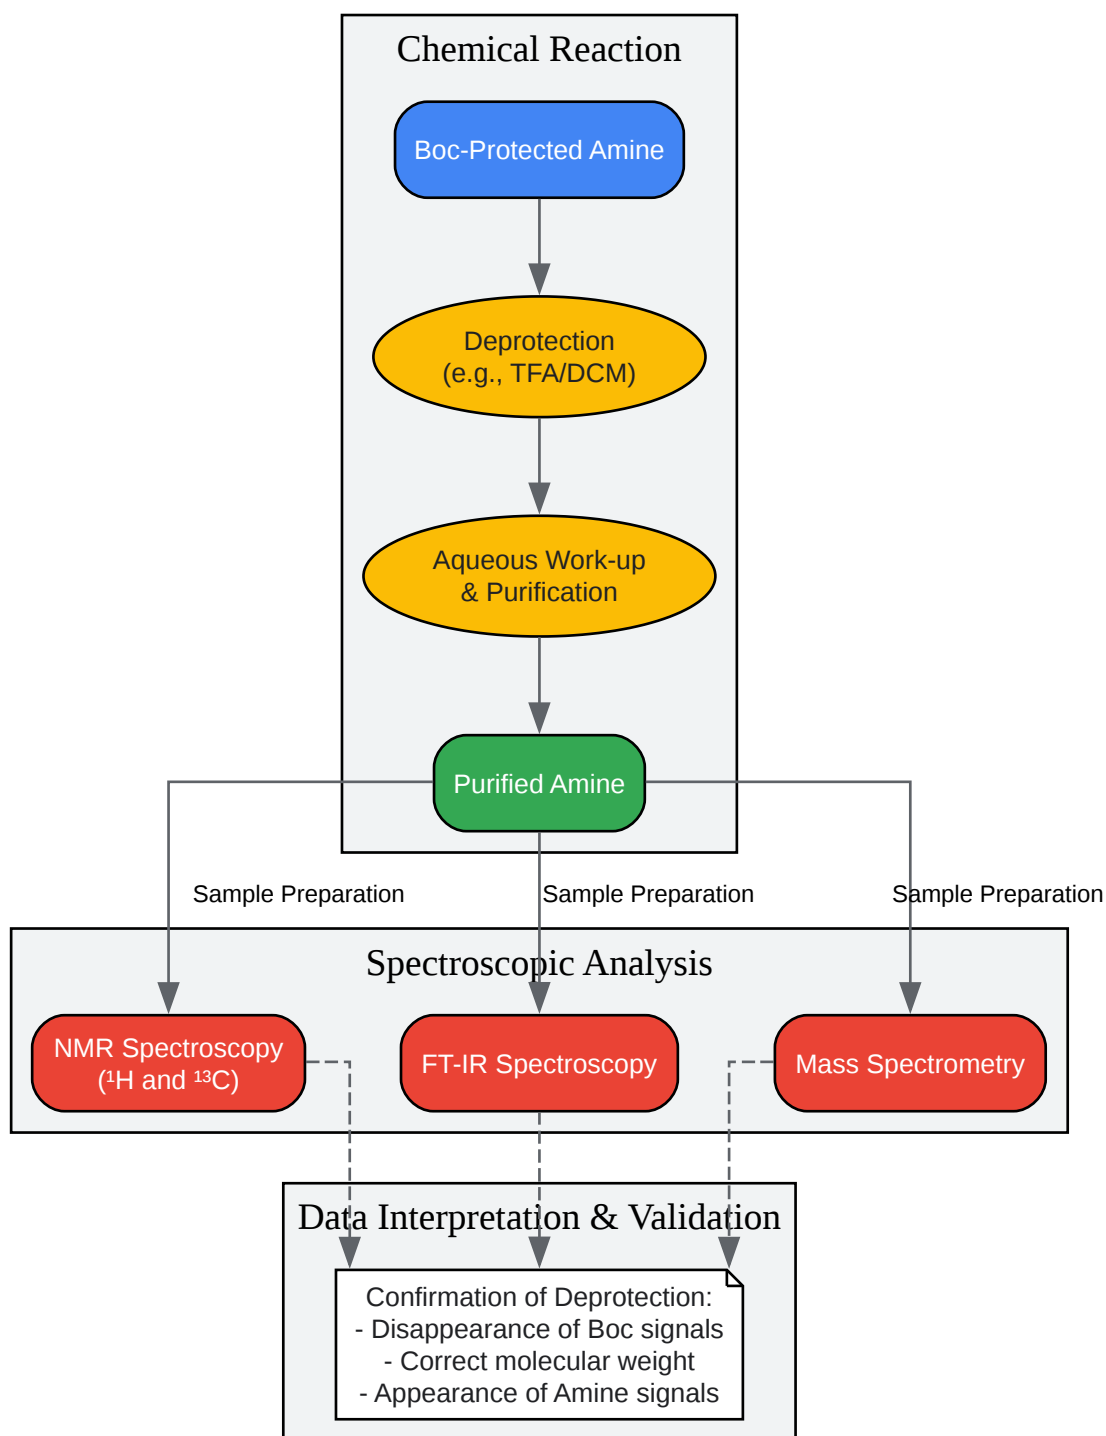 Chemical Reaction
Boc-Protected Amine
Deprotection
(e.g., TFA/DCM)
Aqueous Work-up
& Purification
Purified Amine
Sample Preparation
Sample Preparation
Sample Preparation
Spectroscopic Analysis
NMR Spectroscopy
(¹H and ¹³C)
FT-IR Spectroscopy
Mass Spectrometry
Data Interpretation & Validation
Confirmation of Deprotection:
- Disappearance of Boc signals
- Correct molecular weight
- Appearance of Amine signals